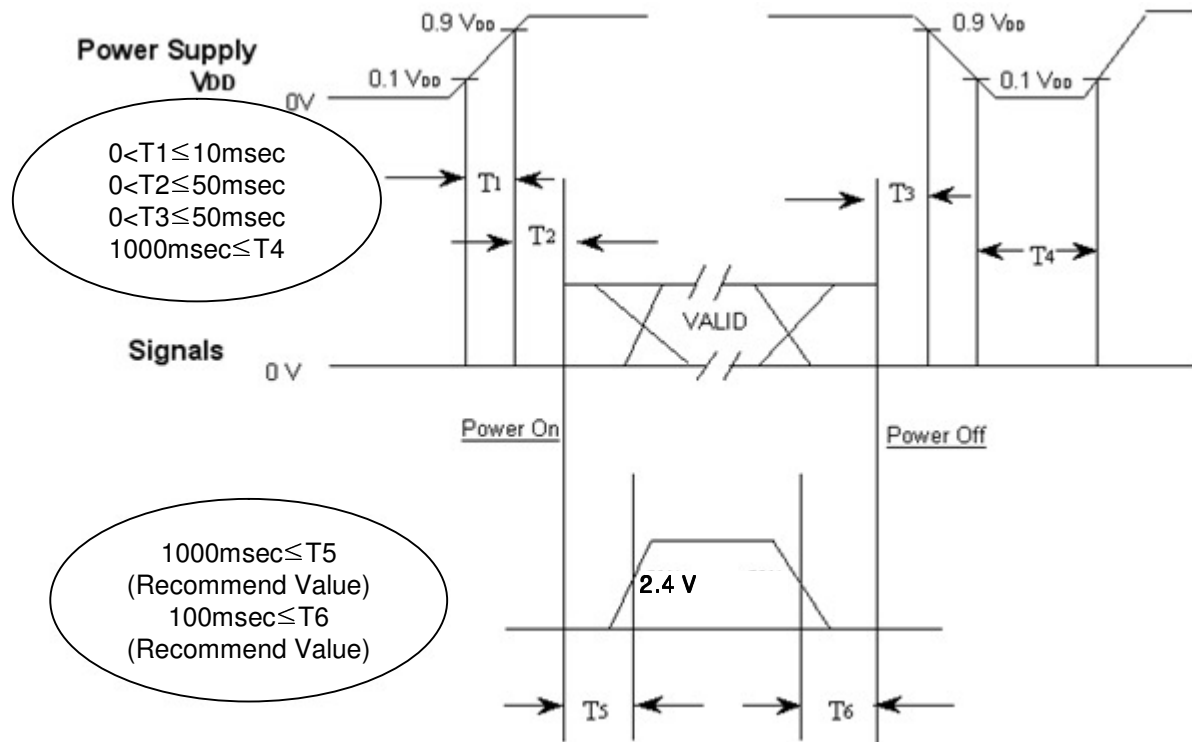 0.9 VDD
0.9 VDD
Power Supply
VDD
0.1 VDD
0.1 VDD
0V
0V
0<T1≦10msec
0<T2≦50msec
0<T3≦50msec
1000msec≦T4
T1
T3
T2
T4
VALID
Signals
0 V
Power On
Power Off
1000msec≦T5
(Recommend Value)
100msec≦T6
(Recommend Value)
2.4 V
T5
T6